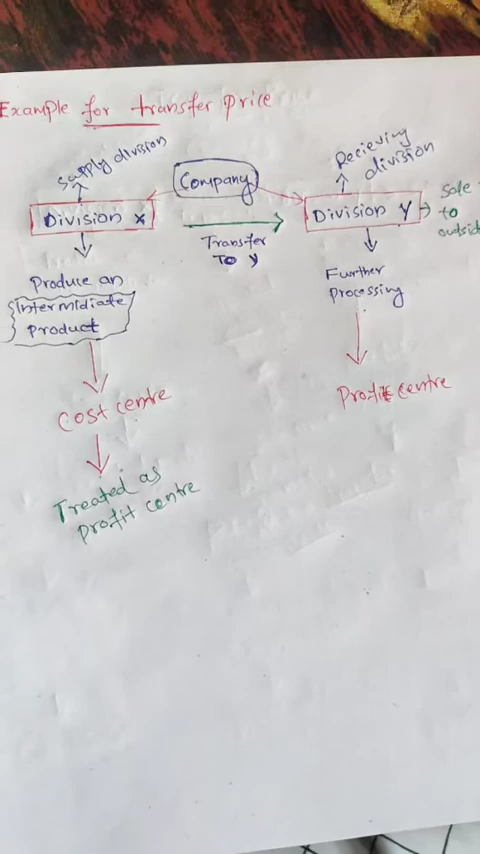 Example for transfer price
Supply division
Company
Recieving
division
Division X
Transfer
To y
Division Y
Sale
to
outside
Produce an
Intermidiate
product
Further
processing
Cost centre
Profit centre
Treated as
profit centre